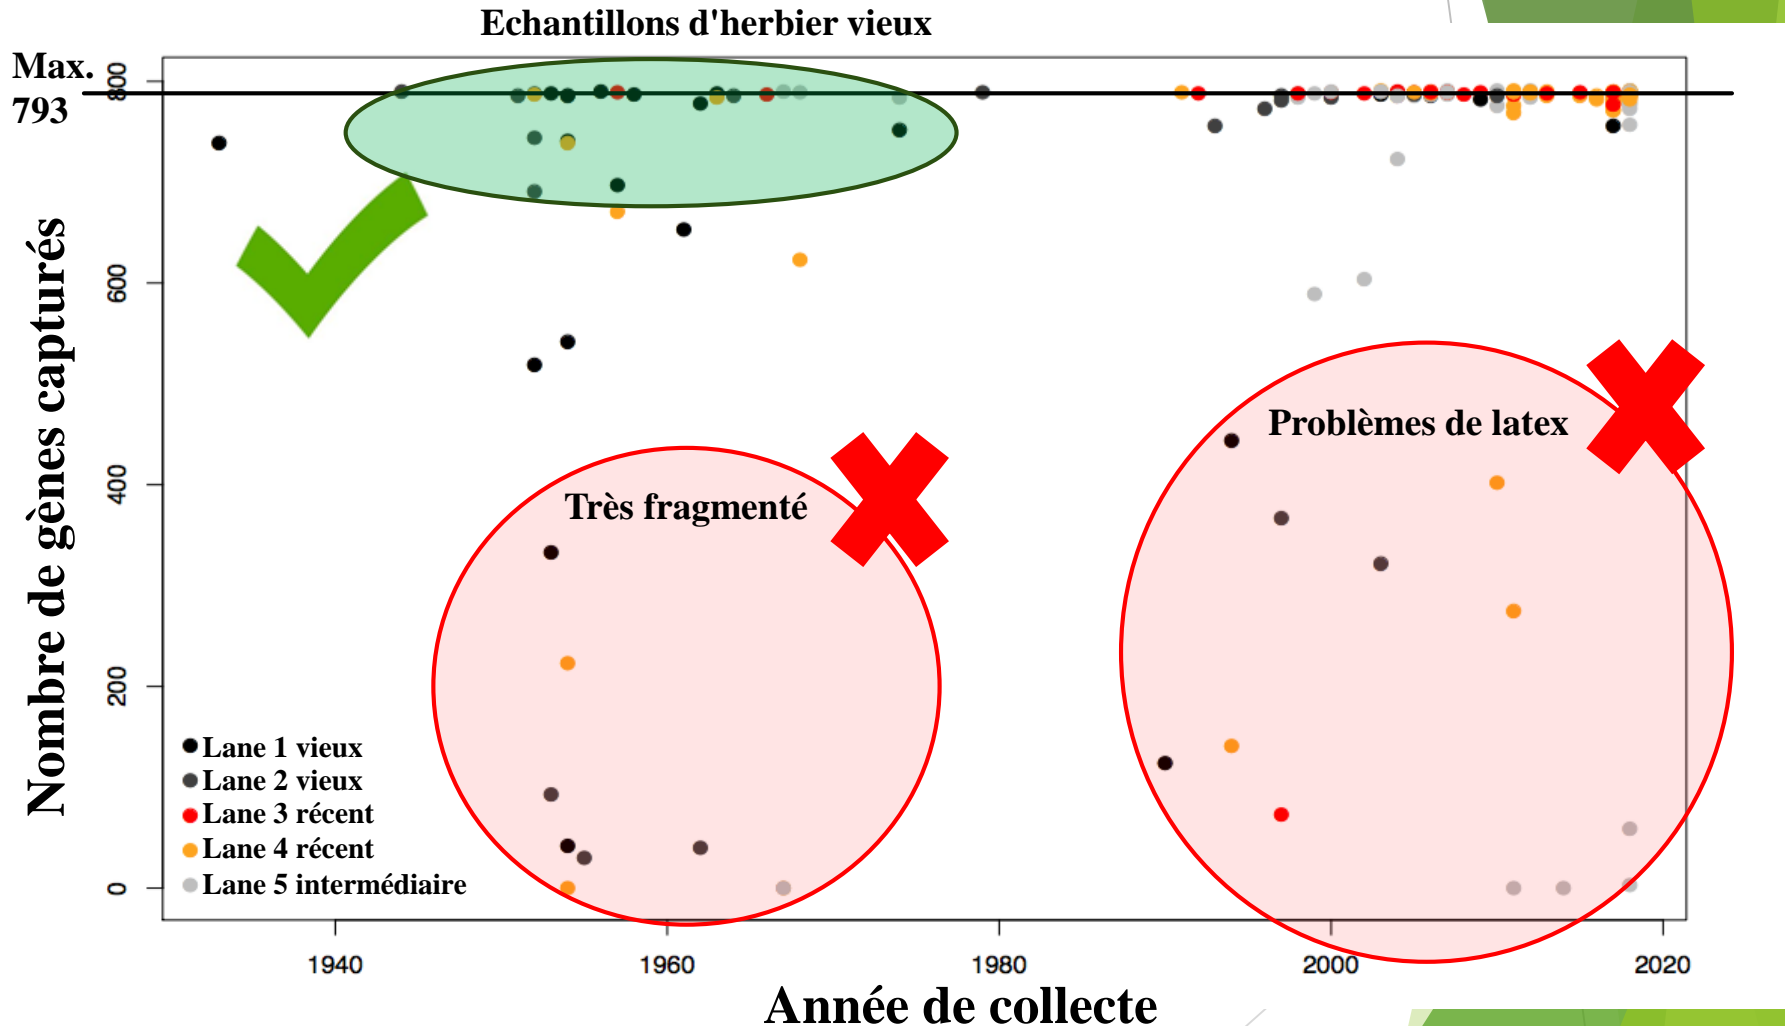 Echantillons d'herbier vieux
Max.
793
800
600
400
200
0
Nombre de gènes capturés
Problèmes de latex
Très fragmenté
Lane 1 vieux
Lane 2 vieux
Lane 3 récent
Lane 4 récent
Lane 5 intermédiaire
1940
1960
1980
2000
2020
Année de collecte